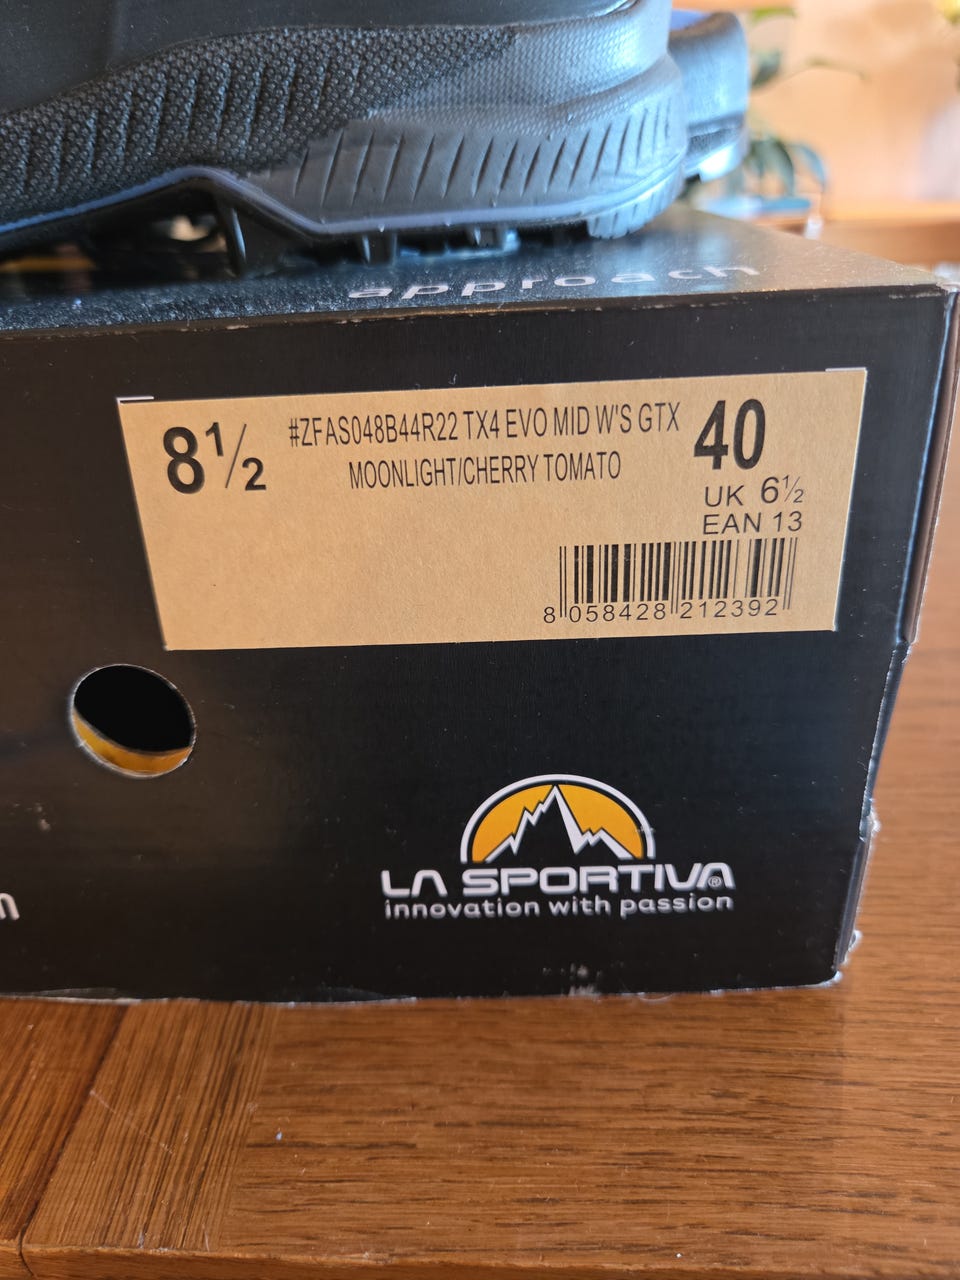 approach
8½ #ZFAS048B44R22 TX4 EVO MID W'S GTX 40
MOONLIGHT/CHERRY TOMATO
UK 6½
EAN 13
8 058428 212392
LA SPORTIVA®
innovation with passion